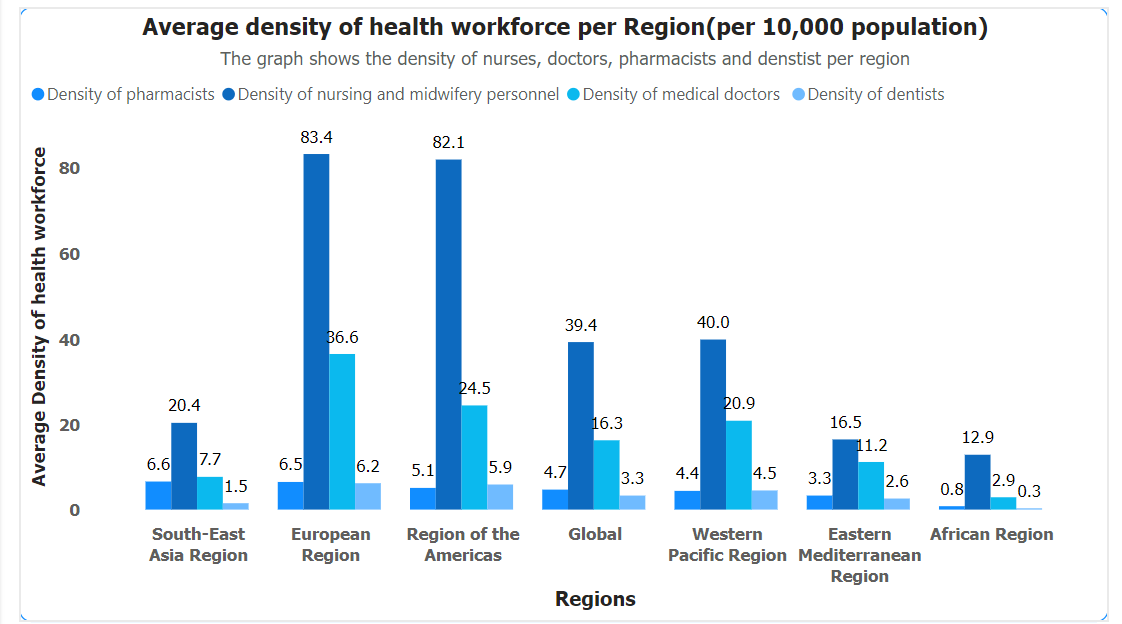 Average density of health workforce per Region(per 10,000 population)
The graph shows the density of nurses, doctors, pharmacists and denstist per region
Density of pharmacists Density of nursing and midwifery personnel Density of medical doctors Density of dentists
Average Density of health workforce
80
60
40
20
0
6.6 20.4 7.7 1.5
6.5 83.4 36.6 6.2
5.1 82.1 24.5 5.9
4.7 39.4 16.3 3.3
4.4 40.0 20.9 4.5
3.3 16.5 11.2 2.6
0.8 12.9 2.9 0.3
South-East
Asia Region
European
Region
Region of the
Americas
Global
Western
Pacific Region
Eastern
Mediterranean
Region
African Region
Regions